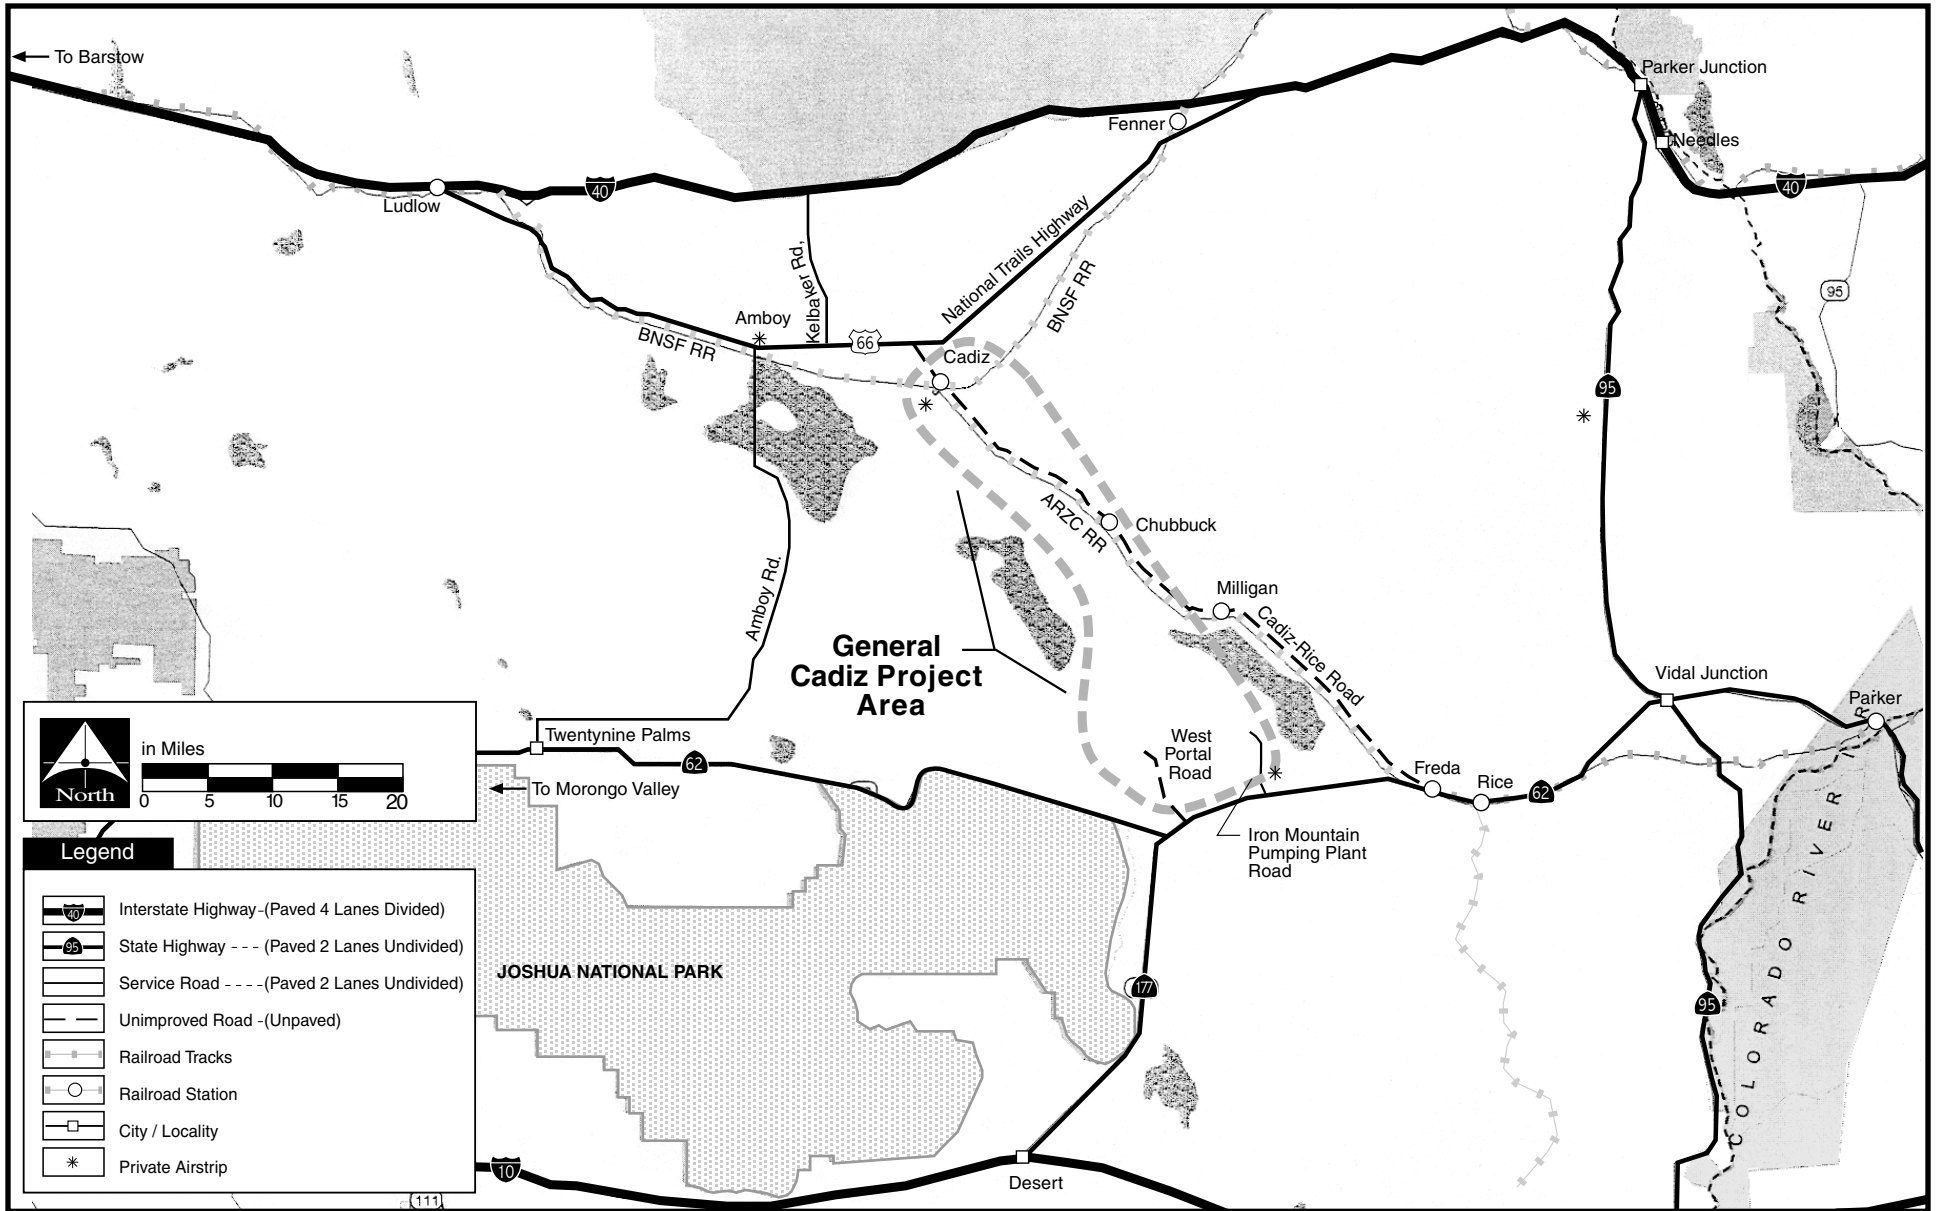 To Barstow
Parker Junction
Fenner
Needles
40
40
Ludlow
National Trails Highway
Kelbaker Rd,
BNSF RR
95
Amboy
BNSF RR
66
Cadiz
95
ARZC RR
Chubbuck
Amboy Rd.
Milligan
Cadiz-Rice Road
General
Cadiz Project
Area
Vidal Junction
Parker
Twentynine Palms
West
Portal
Road
62
Freda
Rice
62
To Morongo Valley
Iron Mountain
Pumping Plant
Road
in Miles
0 5 10 15 20
North
Legend
40 Interstate Highway-(Paved 4 Lanes Divided)
95 State Highway --- (Paved 2 Lanes Undivided)
Service Road ----(Paved 2 Lanes Undivided)
Unimproved Road -(Unpaved)
Railroad Tracks
Railroad Station
City / Locality
Private Airstrip
JOSHUA NATIONAL PARK
177
95
COLORADO RIVER I R
10
Desert
111